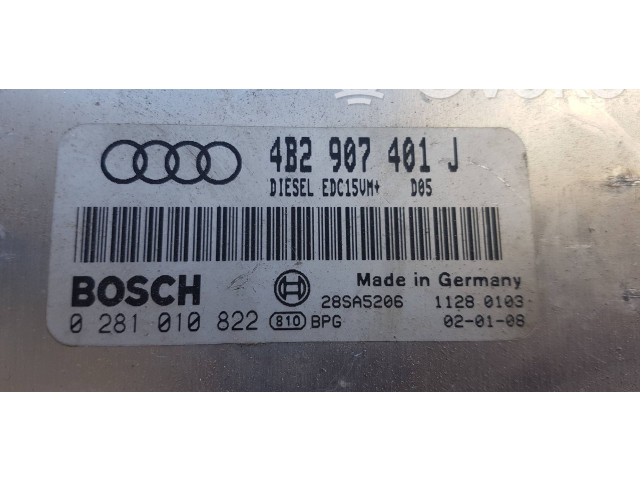 4B2 907 401 J
DIESEL EDC15VM+ D05
BOSCH
Made in Germany
28SA5206 1128 0103
0 281 010 822 810 BPG 02-01-08